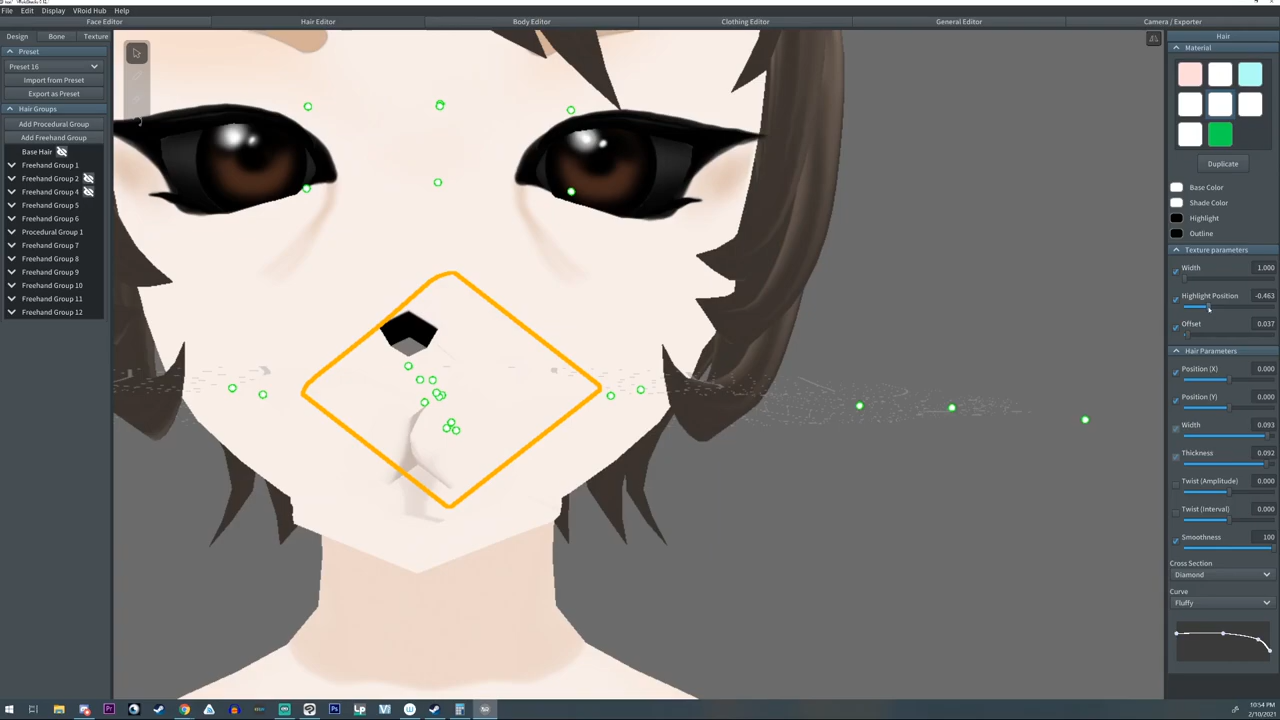 File Edit Display VRoid Hub Help
Face Editor Hair Editor Body Editor Clothing Editor General Editor Camera / Exporter
Design Bone Texture
Preset
Preset 16
Import from Preset
Export as Preset
Hair Groups
Add Procedural Group
Add Freehand Group
Base Hair
Freehand Group 1
Freehand Group 2
Freehand Group 4
Freehand Group 5
Freehand Group 6
Procedural Group 1
Freehand Group 7
Freehand Group 8
Freehand Group 9
Freehand Group 10
Freehand Group 11
Freehand Group 12
Hair
Material
Duplicate
Base Color
Shade Color
Highlight
Outline
Texture parameters
Width 1.000
Highlight Position -0.463
Offset 0.037
Hair Parameters
Position (X) 0.000
Position (Y) 0.000
Width 0.093
Thickness 0.092
Twist (Amplitude) 0.000
Twist (Interval) 0.000
Smoothness 100
Cross Section
Diamond
Curve
Fluffy
10:54 PM
2/10/2021